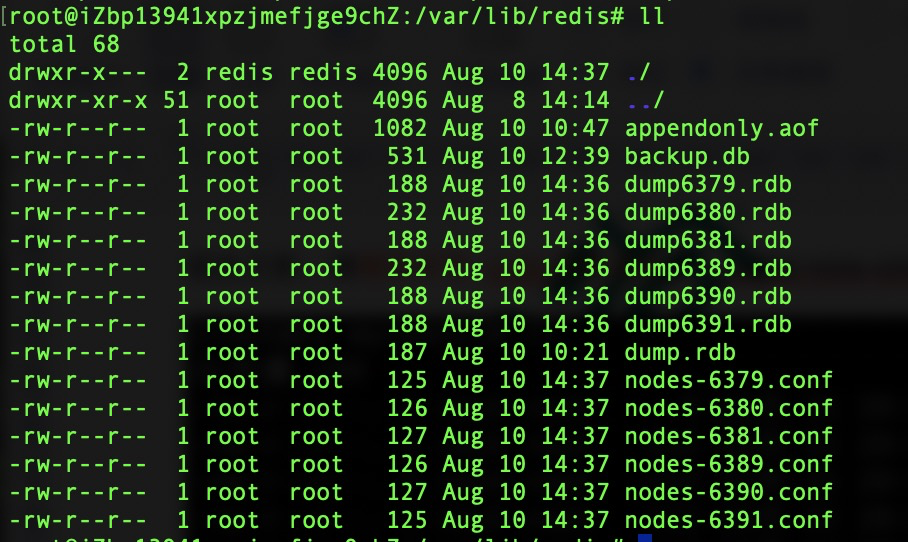 [root@iZbp13941xpzjmefjge9chZ:/var/lib/redis# ll
total 68
drwxr-x---  2 redis redis 4096 Aug 10 14:37 ./
drwxr-xr-x 51 root  root  4096 Aug  8 14:14 ../
-rw-r--r--  1 root  root  1082 Aug 10 10:47 appendonly.aof
-rw-r--r--  1 root  root   531 Aug 10 12:39 backup.db
-rw-r--r--  1 root  root   188 Aug 10 14:36 dump6379.rdb
-rw-r--r--  1 root  root   232 Aug 10 14:36 dump6380.rdb
-rw-r--r--  1 root  root   188 Aug 10 14:36 dump6381.rdb
-rw-r--r--  1 root  root   232 Aug 10 14:36 dump6389.rdb
-rw-r--r--  1 root  root   188 Aug 10 14:36 dump6390.rdb
-rw-r--r--  1 root  root   188 Aug 10 14:36 dump6391.rdb
-rw-r--r--  1 root  root   187 Aug 10 10:21 dump.rdb
-rw-r--r--  1 root  root   125 Aug 10 14:37 nodes-6379.conf
-rw-r--r--  1 root  root   126 Aug 10 14:37 nodes-6380.conf
-rw-r--r--  1 root  root   127 Aug 10 14:37 nodes-6381.conf
-rw-r--r--  1 root  root   126 Aug 10 14:37 nodes-6389.conf
-rw-r--r--  1 root  root   127 Aug 10 14:37 nodes-6390.conf
-rw-r--r--  1 root  root   125 Aug 10 14:37 nodes-6391.conf